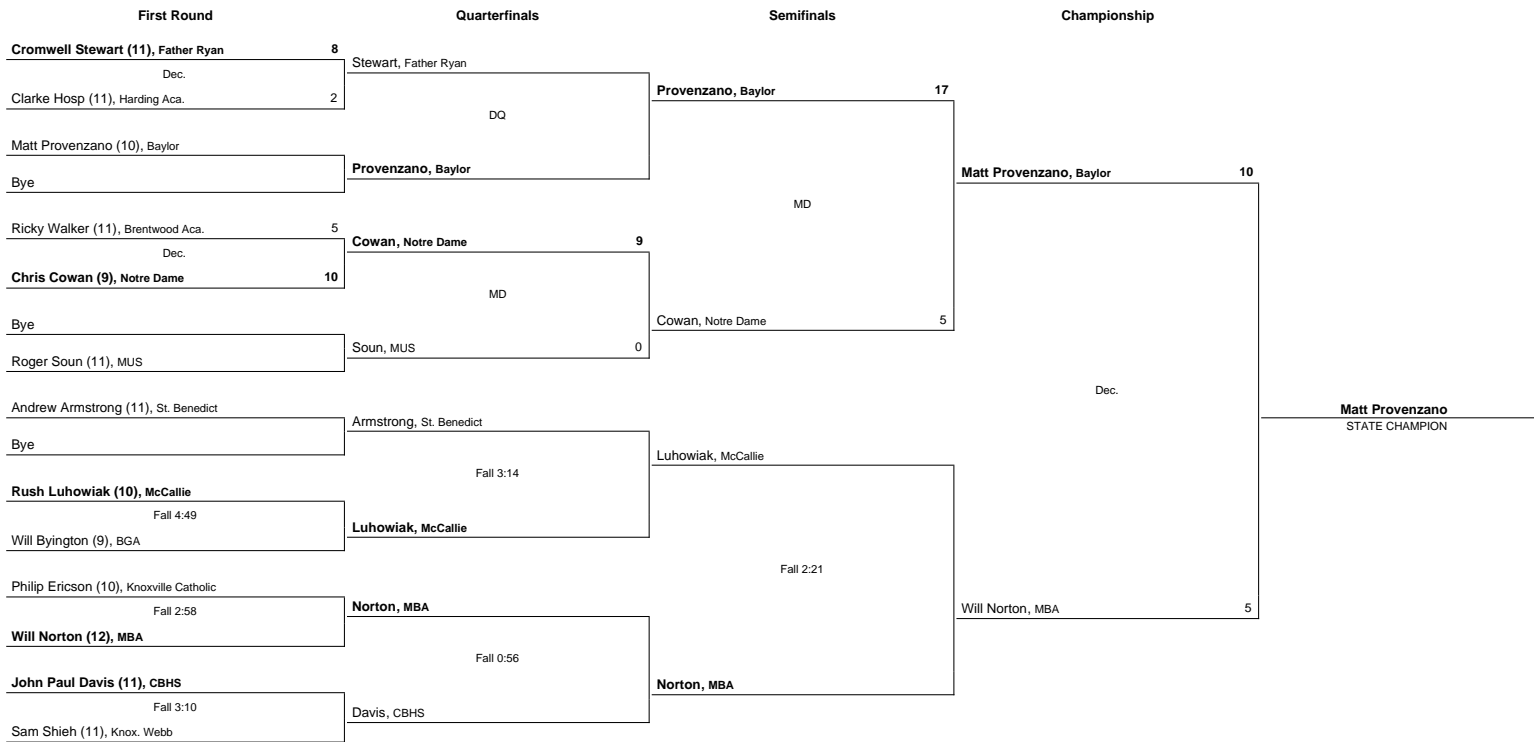 First Round Quarterfinals Semifinals Championship
Cromwell Stewart (11), Father Ryan 8
Dec.
Clarke Hosp (11), Harding Aca. 2
Matt Provenzano (10), Baylor
Bye
Ricky Walker (11), Brentwood Aca. 5
Dec.
Chris Cowan (9), Notre Dame 10
Bye
Roger Soun (11), MUS
Andrew Armstrong (11), St. Benedict
Bye
Rush Luhowiak (10), McCallie
Fall 4:49
Will Byington (9), BGA
Philip Ericson (10), Knoxville Catholic
Fall 2:58
Will Norton (12), MBA
John Paul Davis (11), CBHS
Fall 3:10
Sam Shieh (11), Knox. Webb
Stewart, Father Ryan
DQ
Provenzano, Baylor
Cowan, Notre Dame 9
MD
Soun, MUS 0
Armstrong, St. Benedict
Fall 3:14
Luhowiak, McCallie
Norton, MBA
Fall 0:56
Davis, CBHS
Provenzano, Baylor 17
MD
Cowan, Notre Dame 5
Luhowiak, McCallie
Fall 2:21
Norton, MBA
Matt Provenzano, Baylor 10
Dec.
Will Norton, MBA 5
Matt Provenzano
STATE CHAMPION